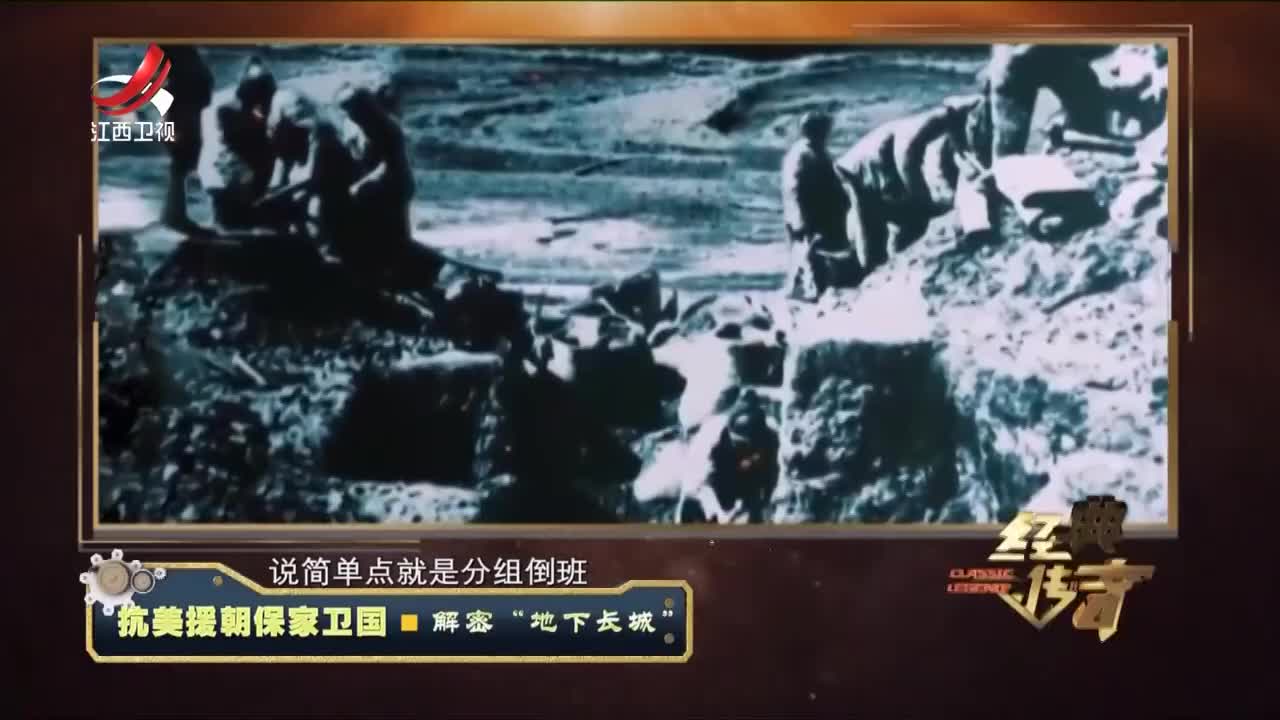 江西卫视
经典
CLASSIC
LEGEND
传奇
说简单点就是分组倒班
抗美援朝保家卫国 解密“地下长城”